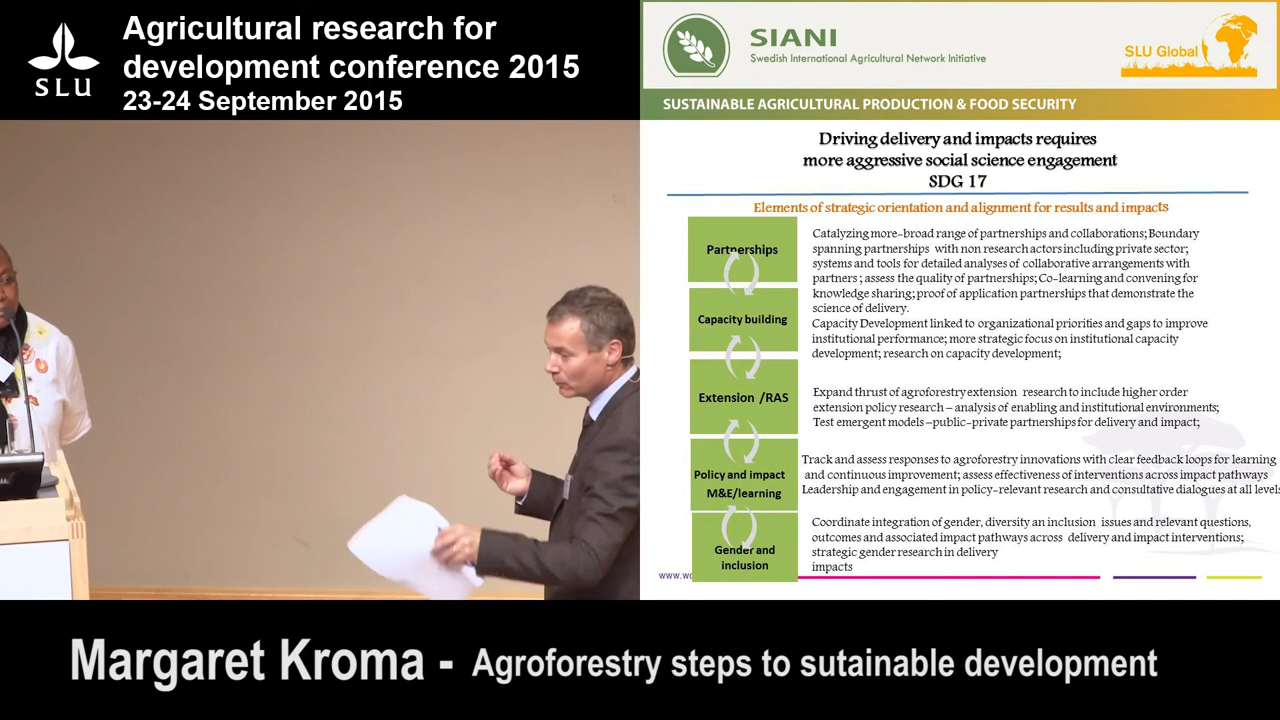 SLU
Agricultural research for
development conference 2015
23-24 September 2015
SIANI
Swedish International Agricultural Network Initiative
SLU Global
SUSTAINABLE AGRICULTURAL PRODUCTION & FOOD SECURITY
Driving delivery and impacts requires
more aggressive social science engagement
SDG 17
Elements of strategic orientation and alignment for results and impacts
Partnerships
Catalyzing more-broad range of partnerships and collaborations; Boundary
spanning partnerships with non research actors including private sector;
systems and tools for detailed analyses of collaborative arrangements with
partners ; assess the quality of partnerships; Co-learning and convening for
knowledge sharing; proof of application partnerships that demonstrate the
science of delivery.
Capacity building
Capacity Development linked to organizational priorities and gaps to improve
institutional performance; more strategic focus on institutional capacity
development; research on capacity development;
Extension /RAS
Expand thrust of agroforestry extension research to include higher order
extension policy research – analysis of enabling and institutional environments;
Test emergent models –public-private partnerships for delivery and impact;
Policy and impact
M&E/learning
Track and assess responses to agroforestry innovations with clear feedback loops for learning
and continuous improvement; assess effectiveness of interventions across impact pathways
Leadership and engagement in policy-relevant research and consultative dialogues at all levels
Gender and
inclusion
Coordinate integration of gender, diversity an inclusion issues and relevant questions,
outcomes and associated impact pathways across delivery and impact interventions;
strategic gender research in delivery
impacts
Margaret Kroma - Agroforestry steps to sutainable development